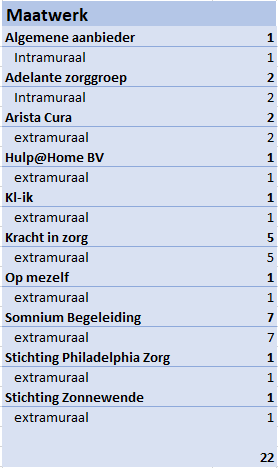 Maatwerk
Algemene aanbieder 1
Intramuraal 1
Adelante zorggroep 2
Intramuraal 2
Arista Cura 2
extramuraal 2
Hulp@Home BV 1
extramuraal 1
Kl-ik 1
extramuraal 1
Kracht in zorg 5
extramuraal 5
Op mezelf 1
extramuraal 1
Somnium Begeleiding 7
extramuraal 7
Stichting Philadelphia Zorg 1
extramuraal 1
Stichting Zonnewende 1
extramuraal 1
22